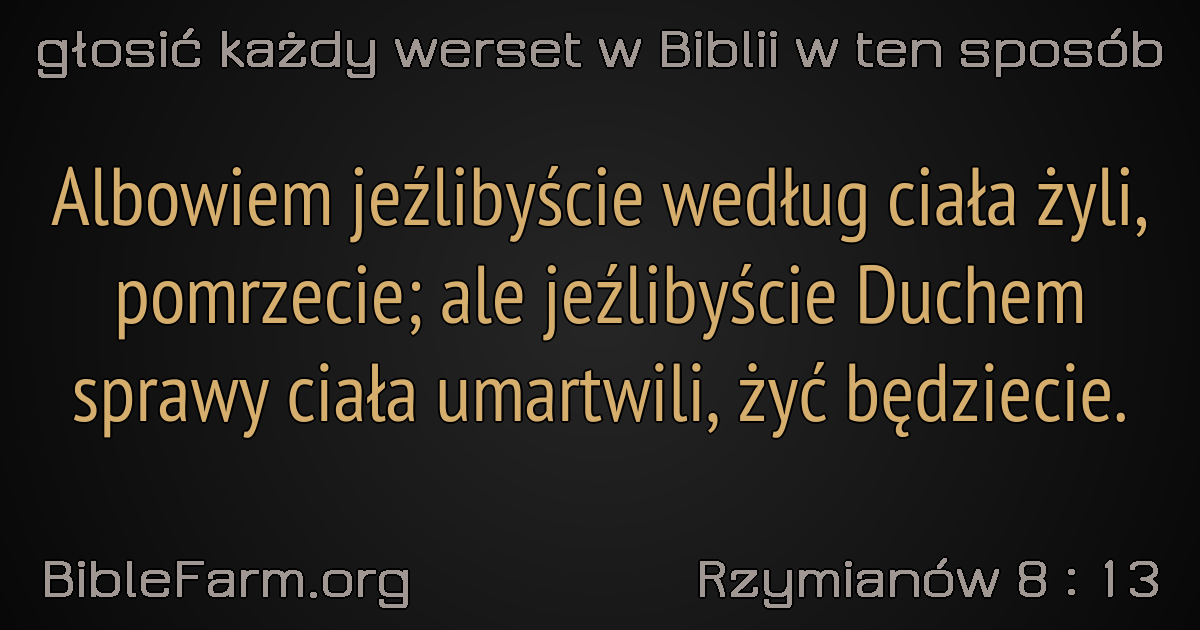 głosić każdy werset w Biblii w ten sposób
Albowiem jeźlibyście według ciała żyli,
pomrzecie; ale jeźlibyście Duchem
sprawy ciała umartwili, żyć będziecie.
BibleFarm.org
Rzymianów 8 : 13